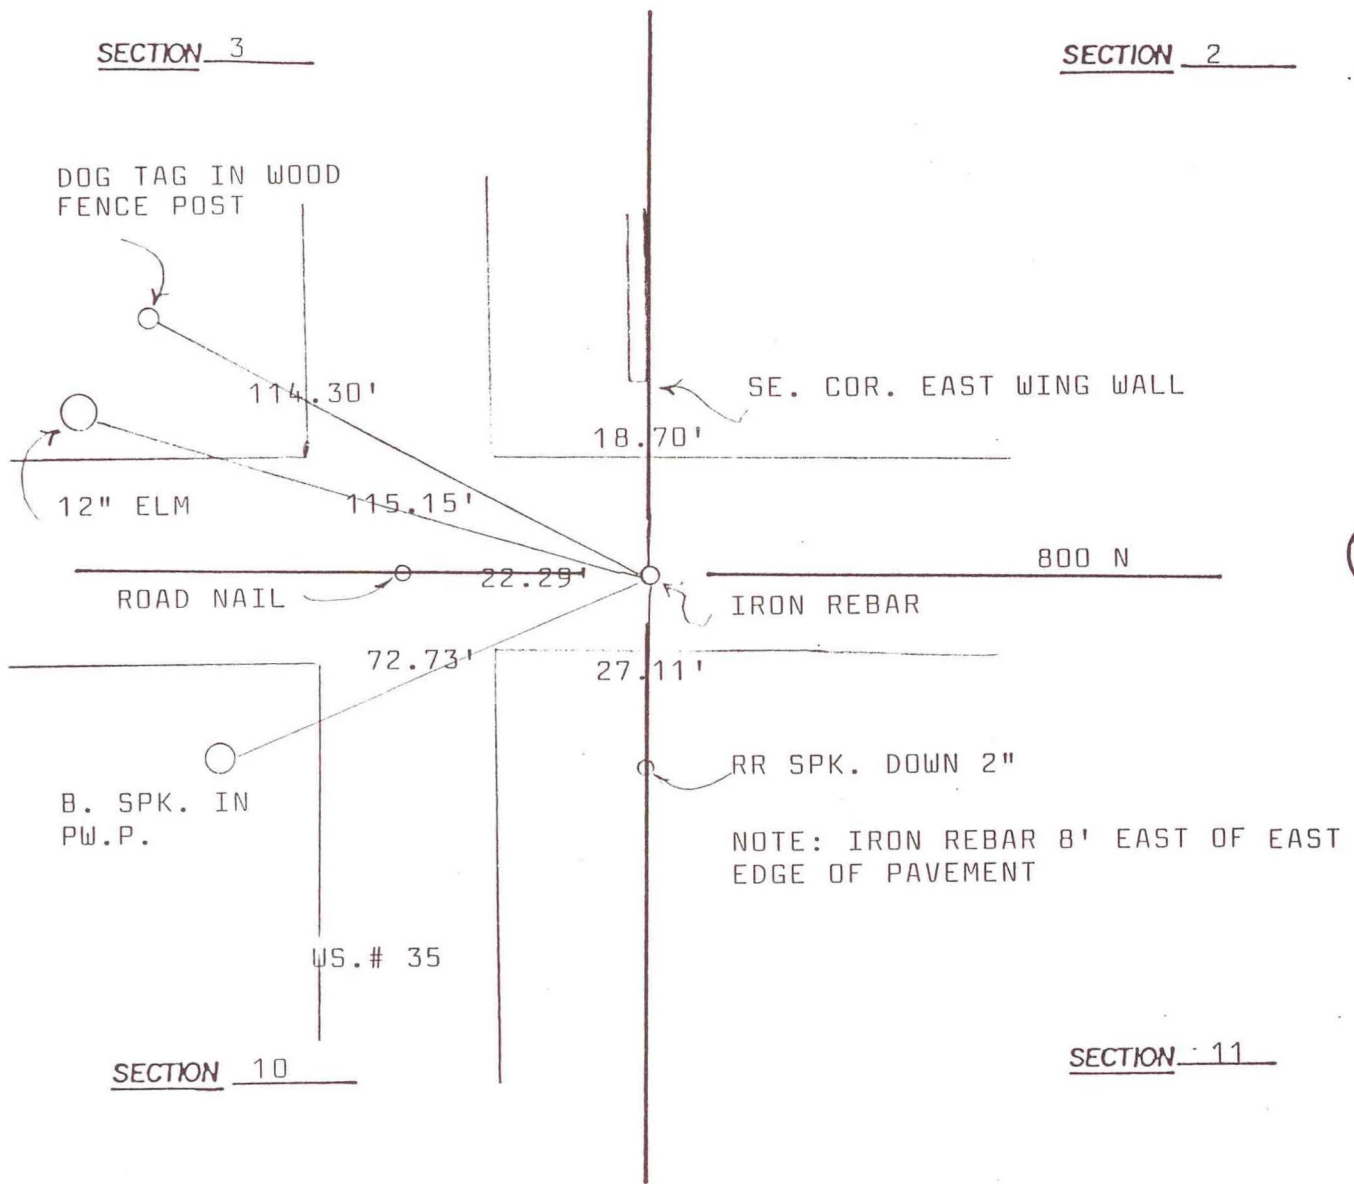 SECTION 3
SECTION 2
DOG TAG IN WOOD
FENCE POST
114.30'
SE. COR. EAST WING WALL
18.70'
12" ELM
115.15'
800 N
22.29
ROAD NAIL
IRON REBAR
72.73'
27.11'
RR SPK. DOWN 2"
B. SPK. IN
PW.P.
NOTE: IRON REBAR 8' EAST OF EAST
EDGE OF PAVEMENT
US.# 35
SECTION 11
SECTION 10